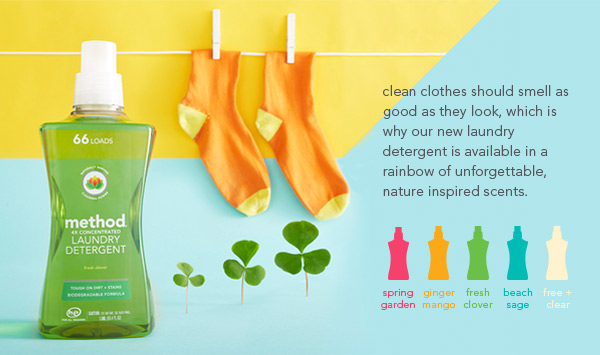 66 LOADS
method.
4X CONCENTRATED
LAUNDRY
DETERGENT
fresh clover
TOUGH ON DIRT + STAINS
BIODEGRADABLE FORMULA
clean clothes should smell as
good as they look, which is
why our new laundry
detergent is available in a
rainbow of unforgettable,
nature inspired scents.
spring
garden
ginger
mango
fresh
clover
beach
sage
free +
clear